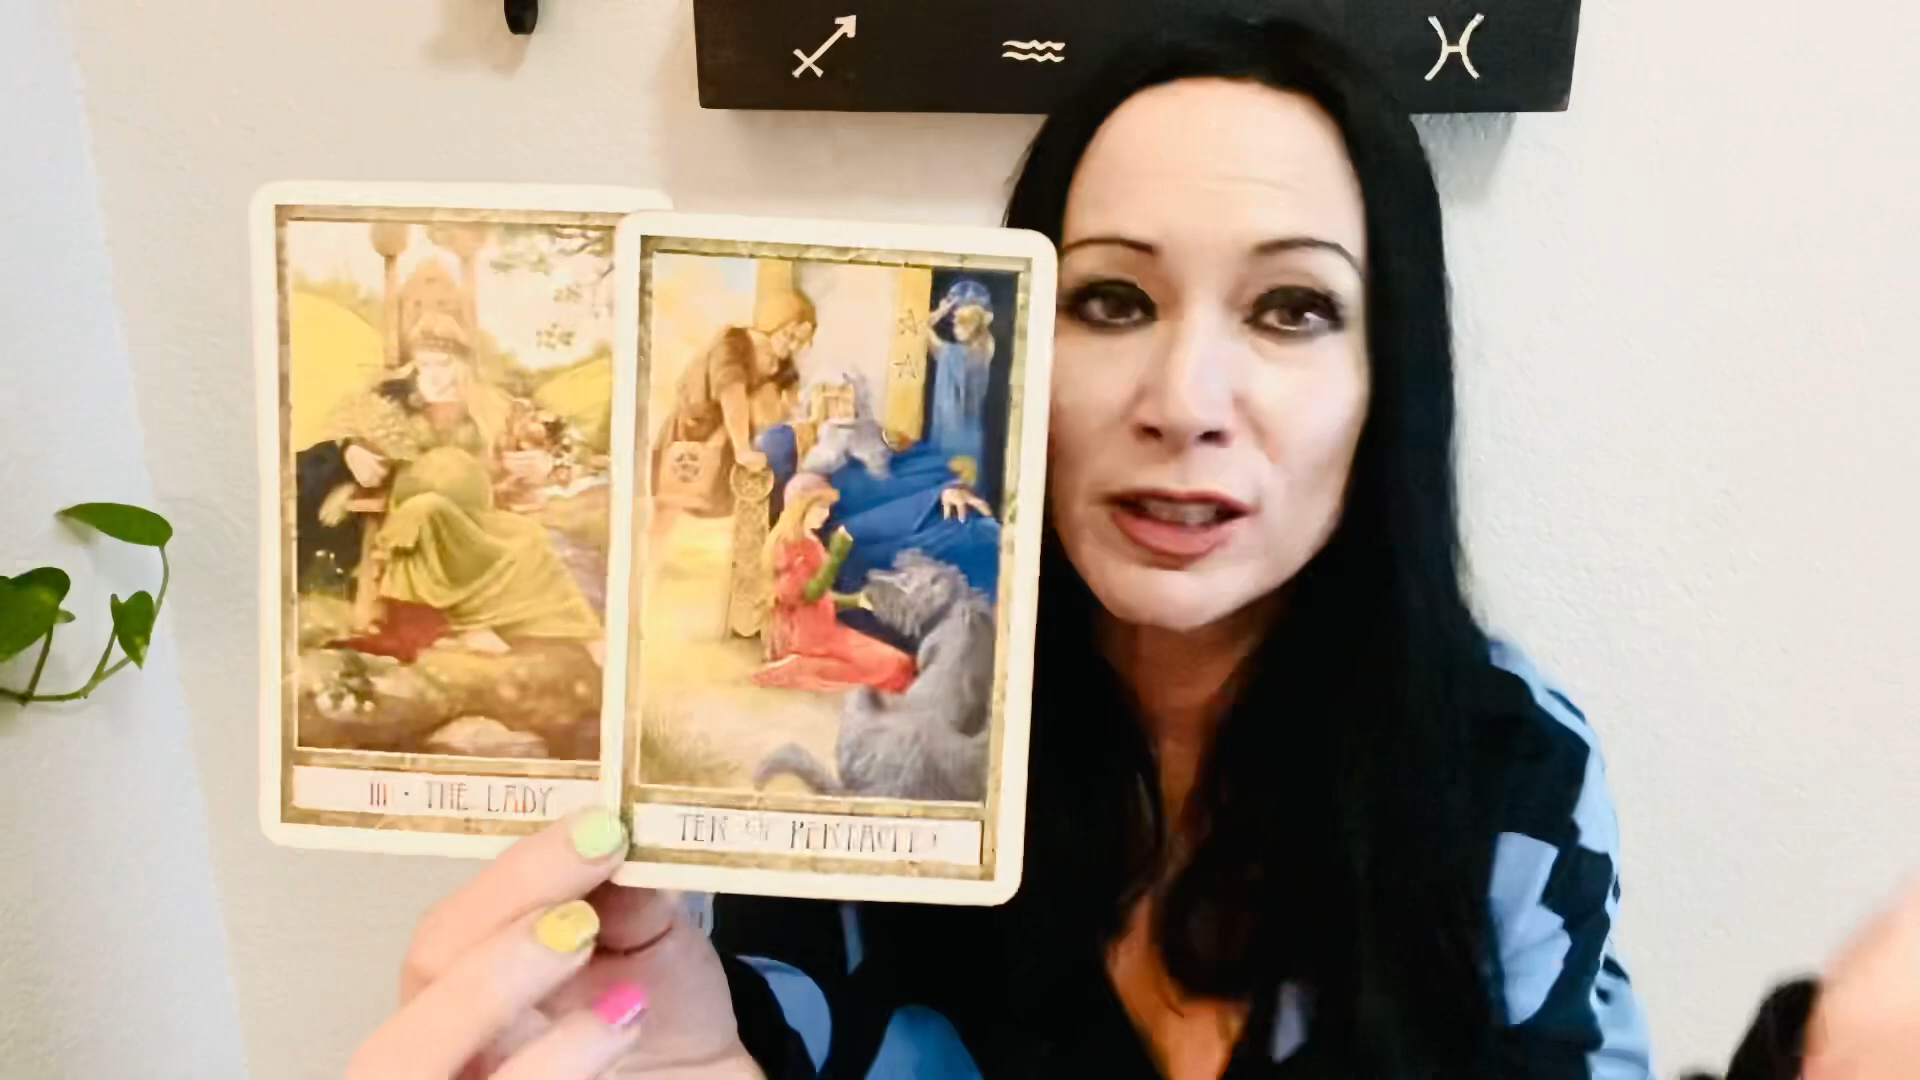 III · THE LADY
TEN OF PENTACLES